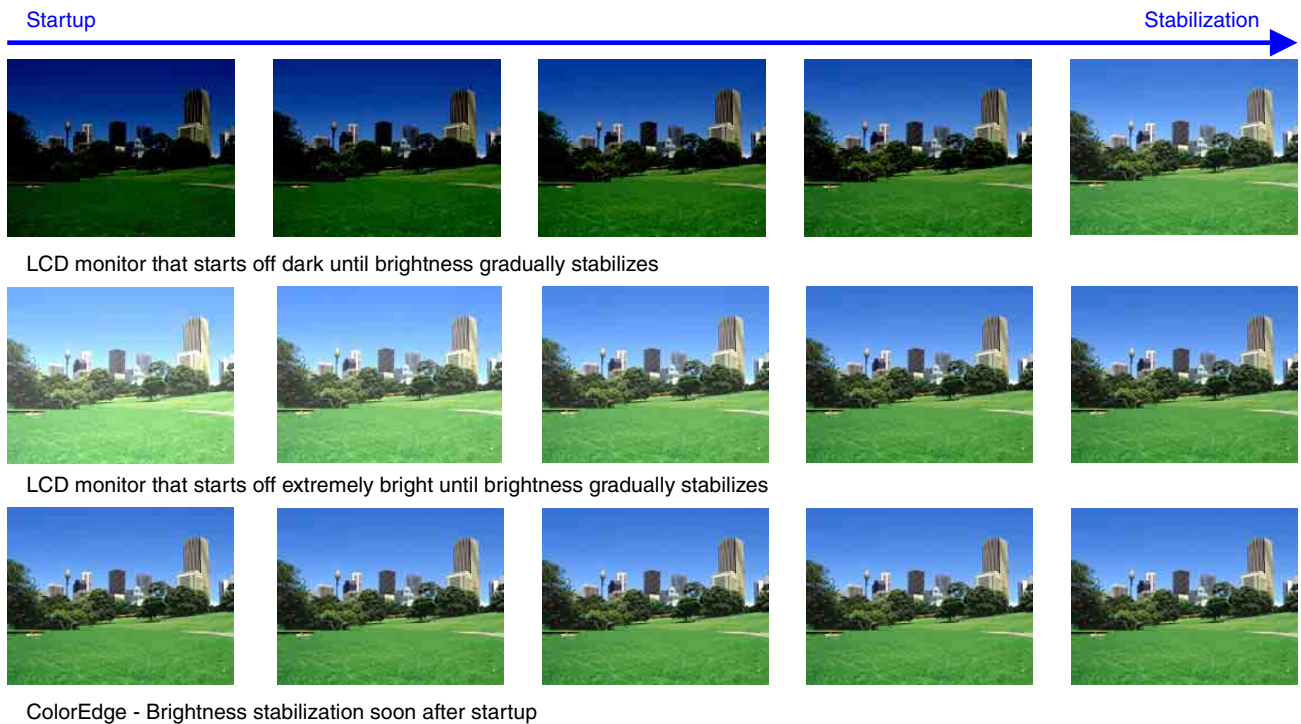 Startup
Stabilization
LCD monitor that starts off dark until brightness gradually stabilizes
LCD monitor that starts off extremely bright until brightness gradually stabilizes
ColorEdge - Brightness stabilization soon after startup